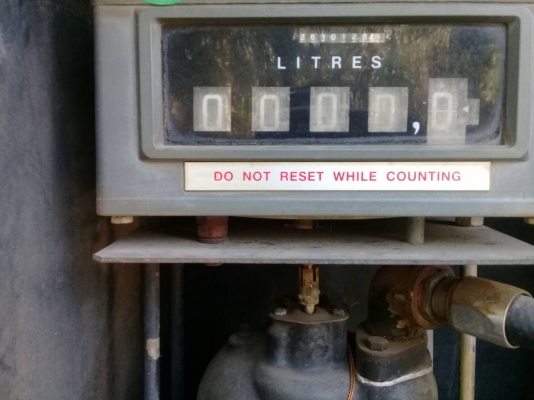 LITRES
0 0 0 0 , 0
DO NOT RESET WHILE COUNTING